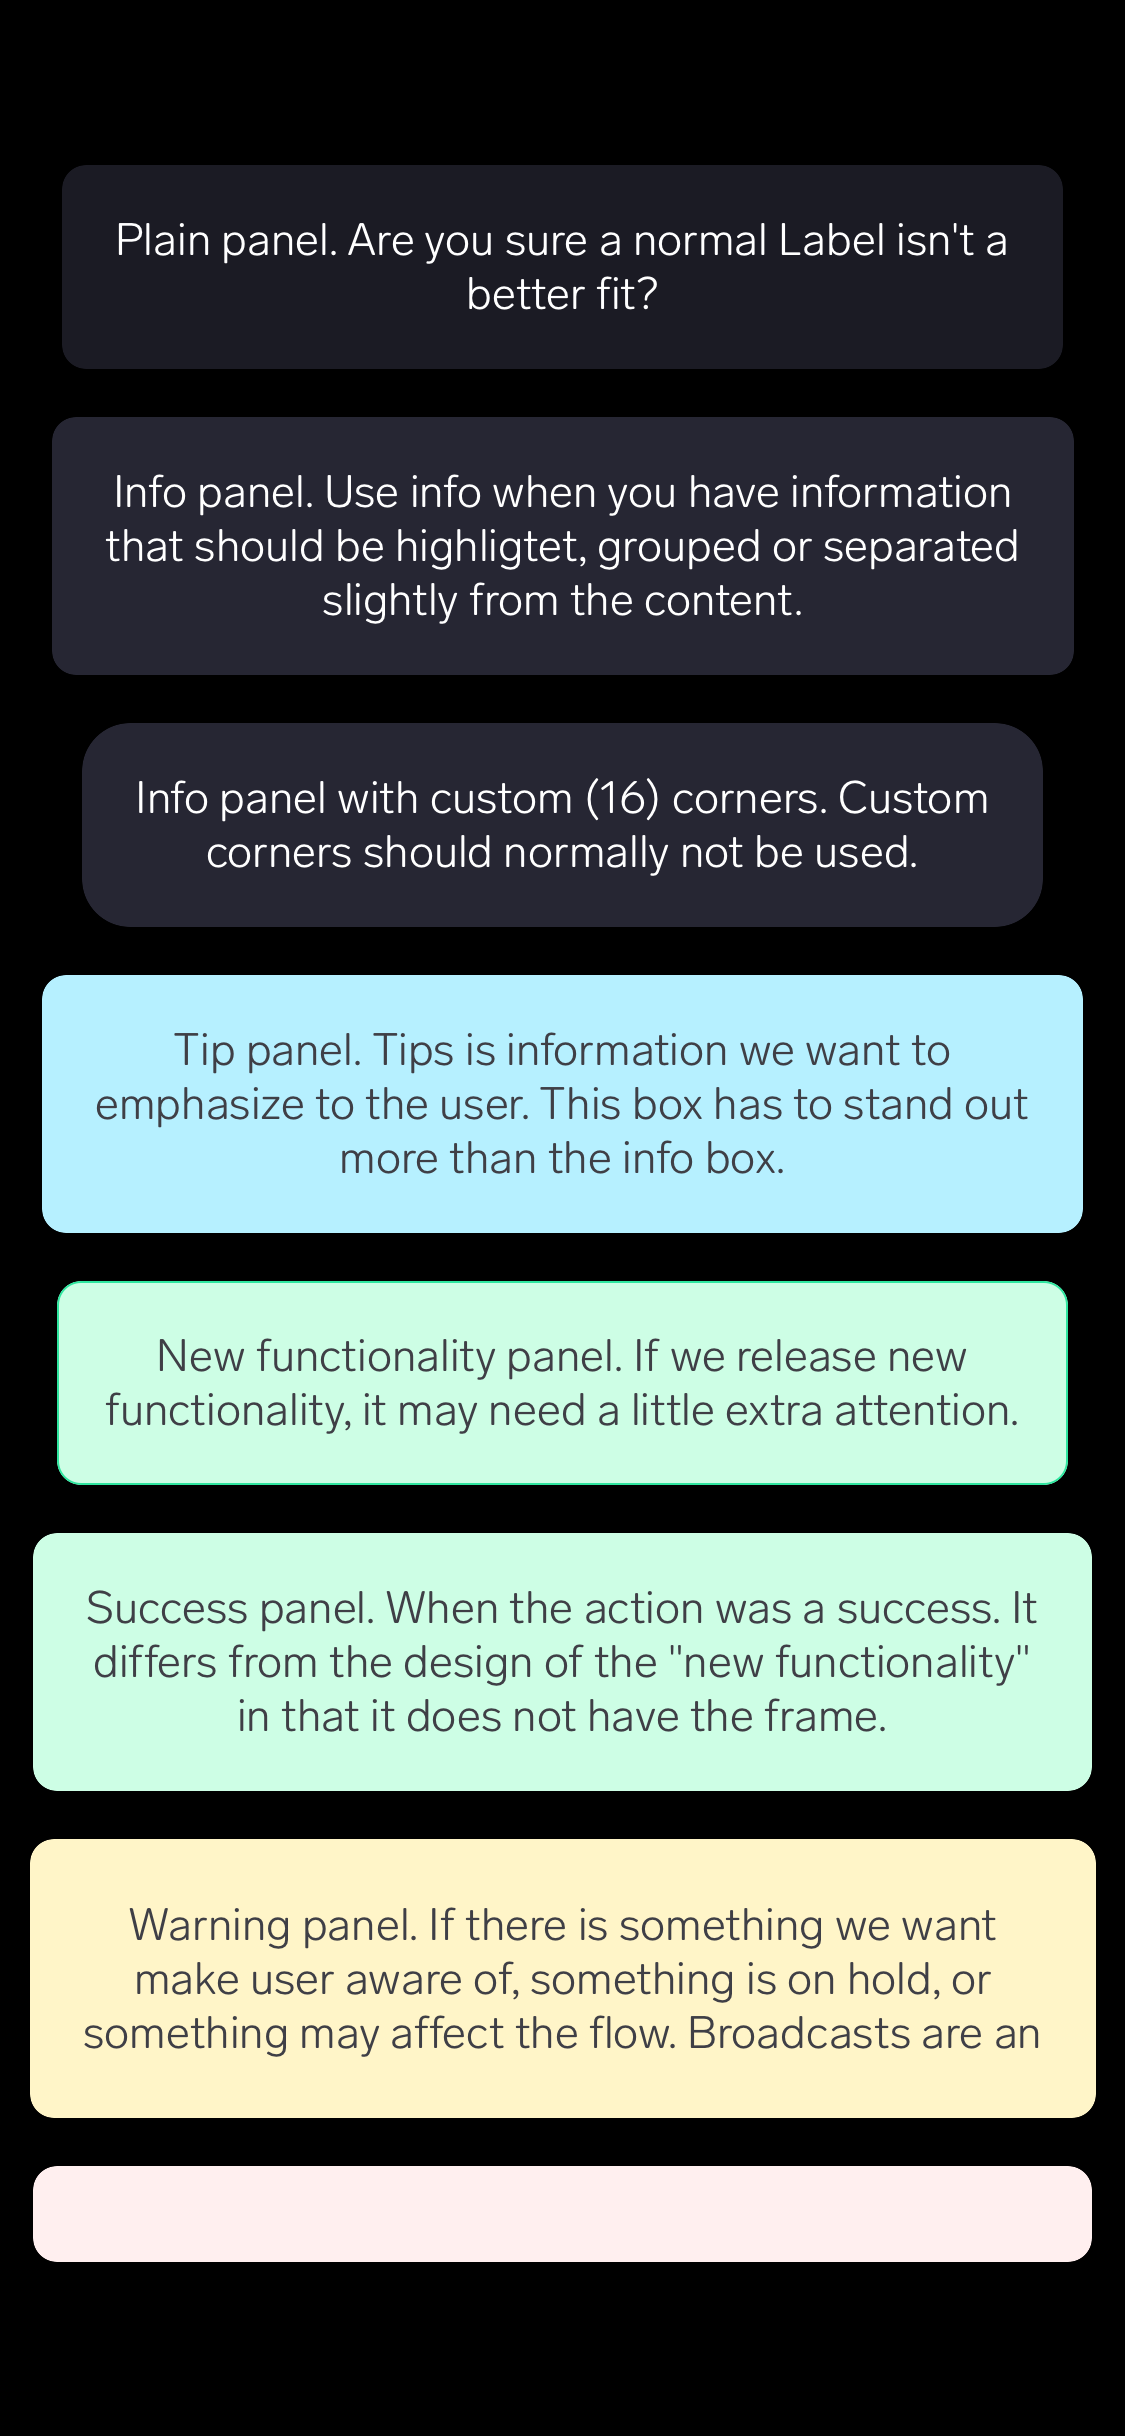 Plain panel. Are you sure a normal Label isn't a
better fit?
Info panel. Use info when you have information
that should be highligtet, grouped or separated
slightly from the content.
Info panel with custom (16) corners. Custom
corners should normally not be used.
Tip panel. Tips is information we want to
emphasize to the user. This box has to stand out
more than the info box.
New functionality panel. If we release new
functionality, it may need a little extra attention.
Success panel. When the action was a success. It
differs from the design of the "new functionality"
in that it does not have the frame.
Warning panel. If there is something we want
make user aware of, something is on hold, or
something may affect the flow. Broadcasts are an